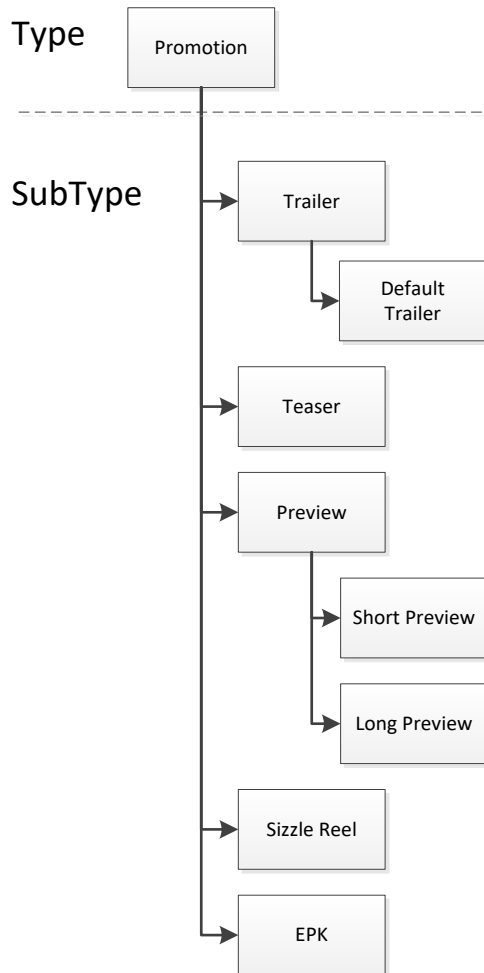 Type
Promotion
SubType
Trailer
Default
Trailer
Teaser
Preview
Short Preview
Long Preview
Sizzle Reel
EPK